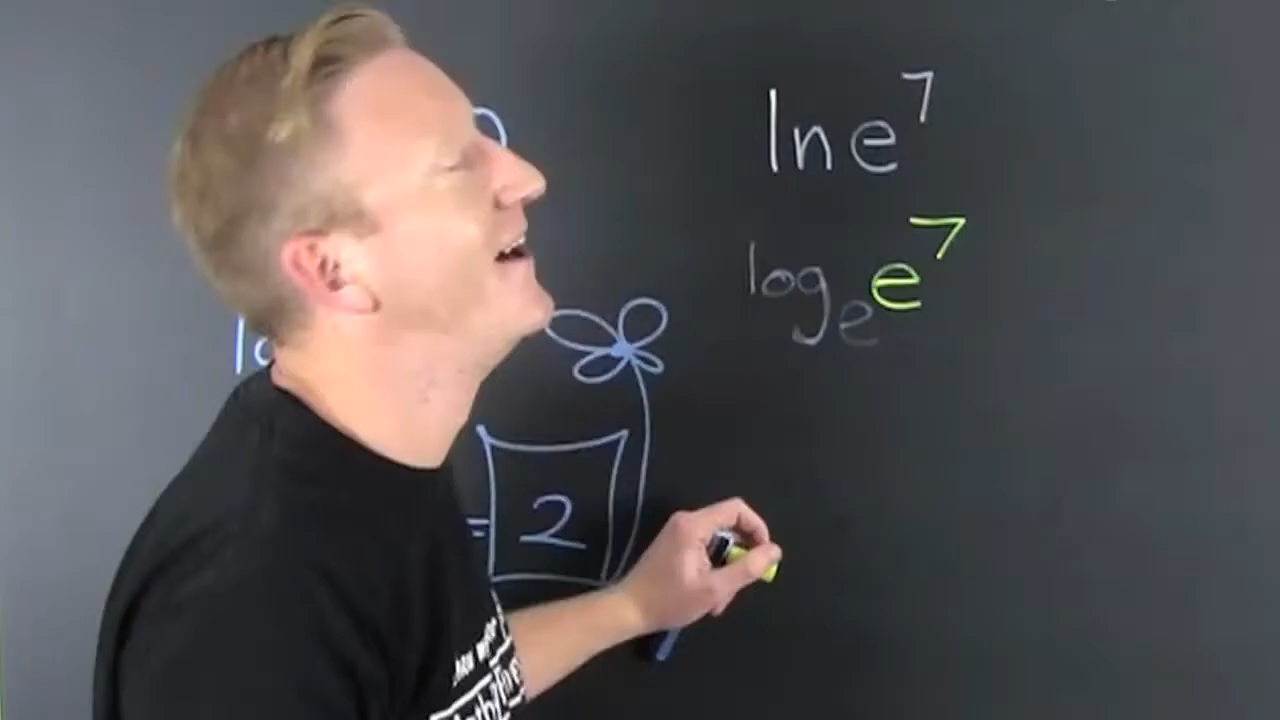 ln e⁷
logₑ e⁷
= 2